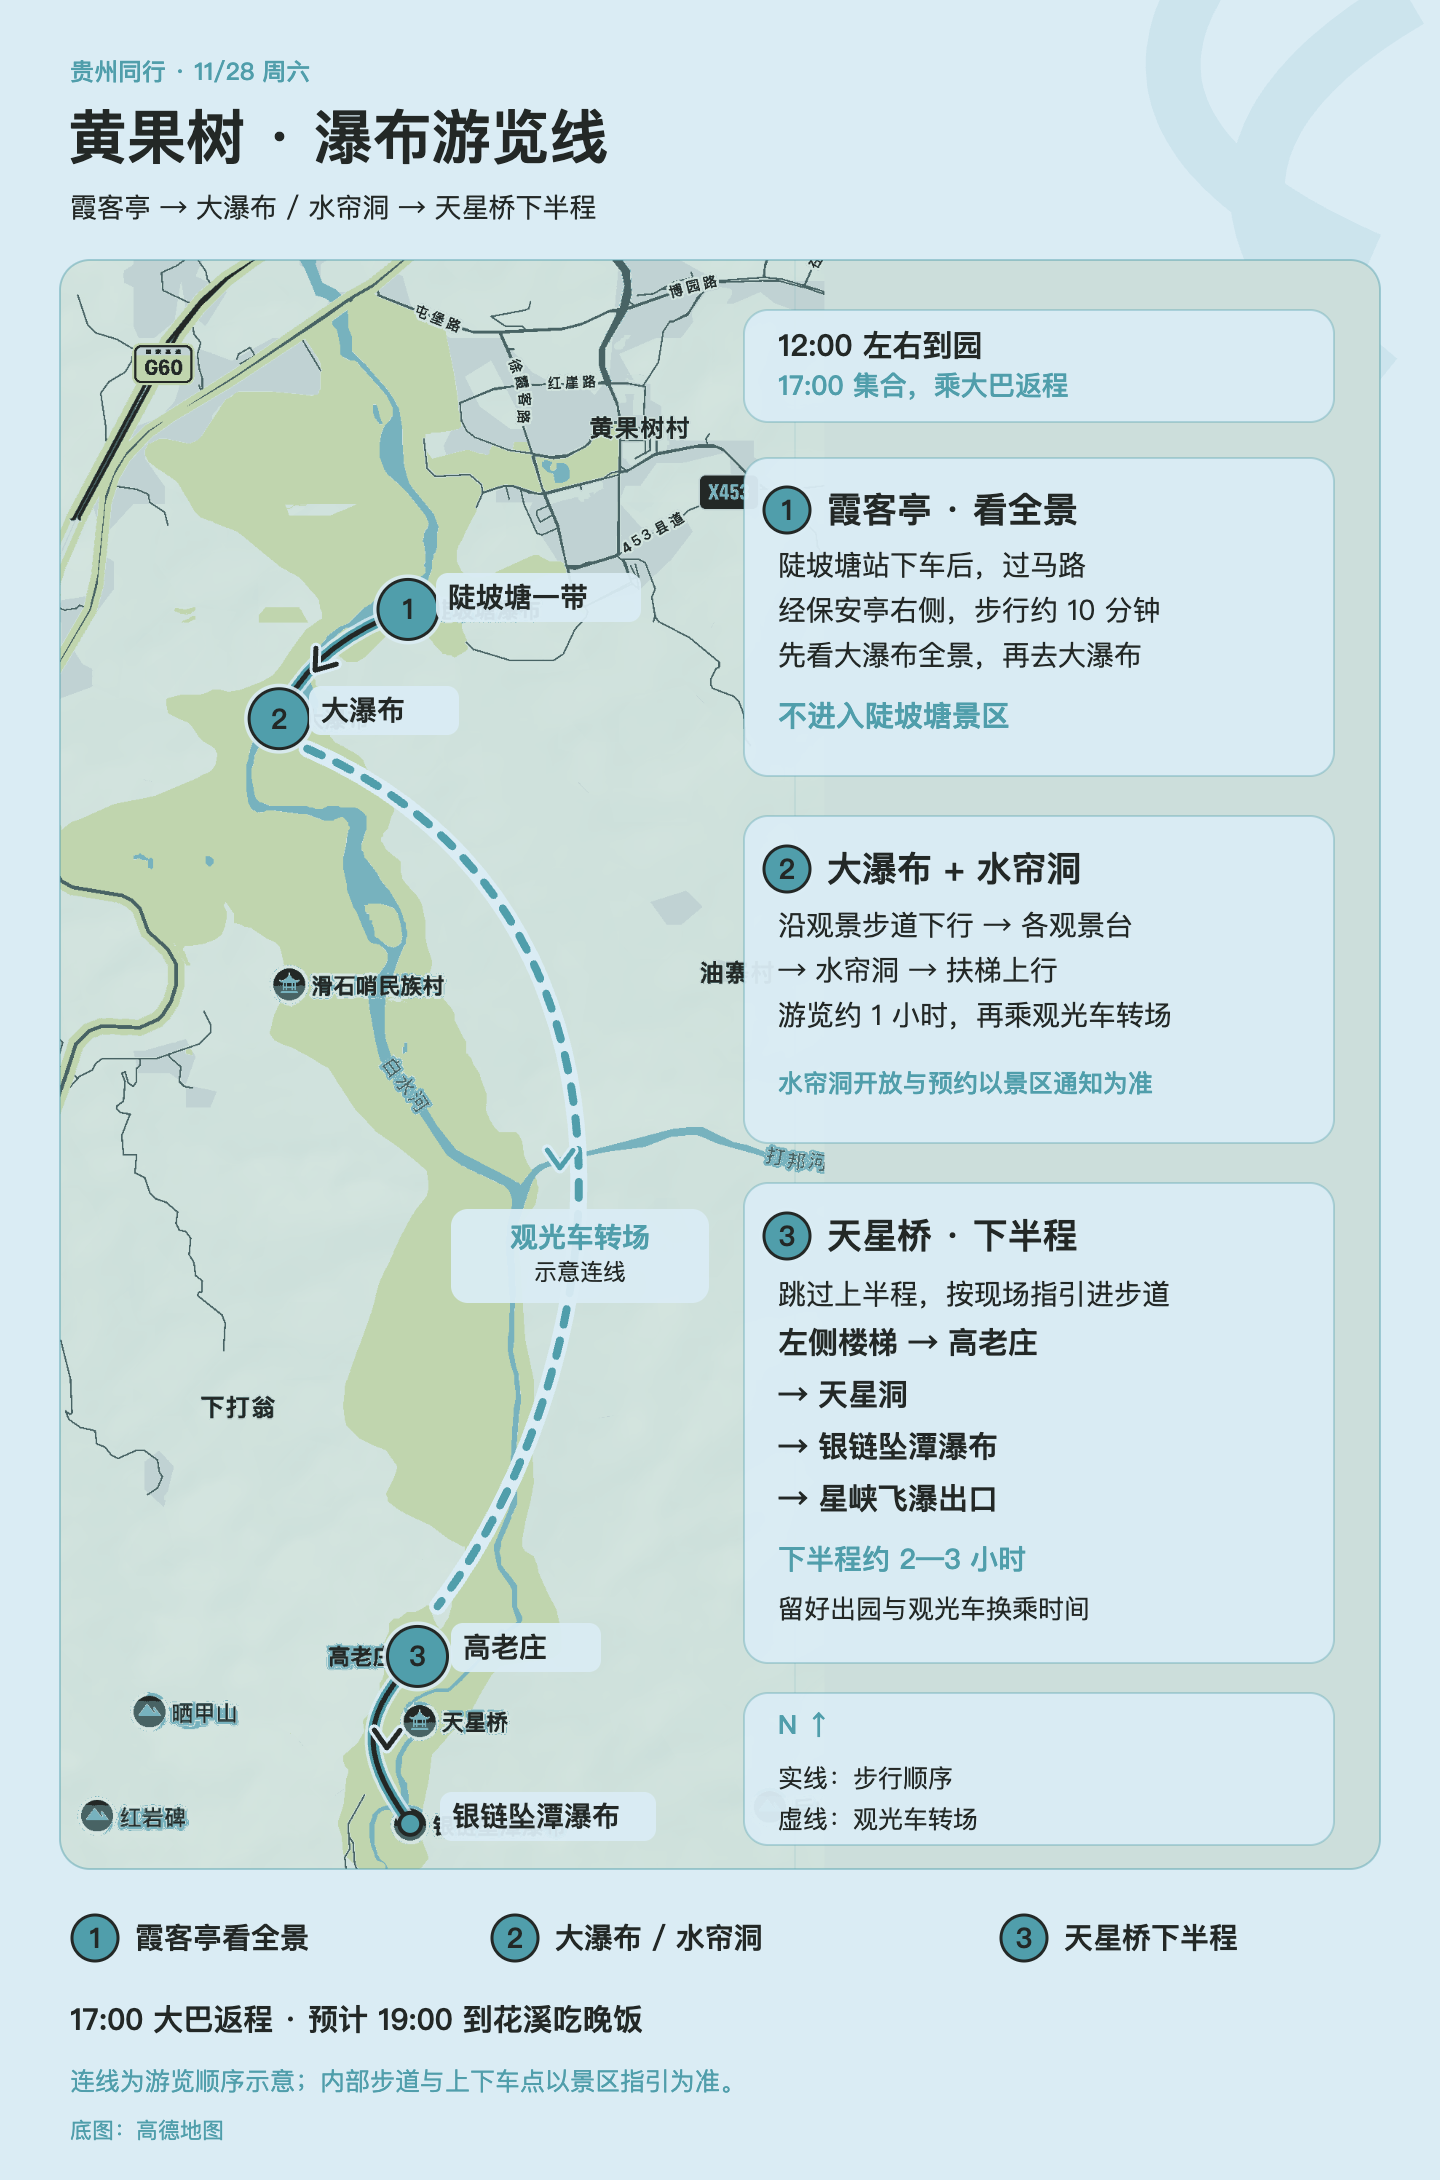 贵州同行 · 11/28 周六
黄果树 · 瀑布游览线
霞客亭 → 大瀑布 / 水帘洞 → 天星桥下半程
G60
屯堡路
博园路
徐霞客路
红崖路
黄果树村
X453
453县道
1 陡坡塘一带
2 大瀑布
滑石哨民族村
油寨村
白水河
打邦河
观光车转场
示意连线
下打翁
高老庄
3 高老庄
晒甲山
天星桥
红岩碑
银链坠潭瀑布
12:00 左右到园
17:00 集合，乘大巴返程
1 霞客亭 · 看全景
陡坡塘站下车后，过马路
经保安亭右侧，步行约 10 分钟
先看大瀑布全景，再去大瀑布
不进入陡坡塘景区
2 大瀑布 + 水帘洞
沿观景步道下行 → 各观景台
→ 水帘洞 → 扶梯上行
游览约 1 小时，再乘观光车转场
水帘洞开放与预约以景区通知为准
3 天星桥 · 下半程
跳过上半程，按现场指引进步道
左侧楼梯 → 高老庄
→ 天星洞
→ 银链坠潭瀑布
→ 星峡飞瀑出口
下半程约 2—3 小时
留好出园与观光车换乘时间
N ↑
实线：步行顺序
虚线：观光车转场
1 霞客亭看全景
2 大瀑布 / 水帘洞
3 天星桥下半程
17:00 大巴返程 · 预计 19:00 到花溪吃晚饭
连线为游览顺序示意；内部步道与上下车点以景区指引为准。
底图：高德地图